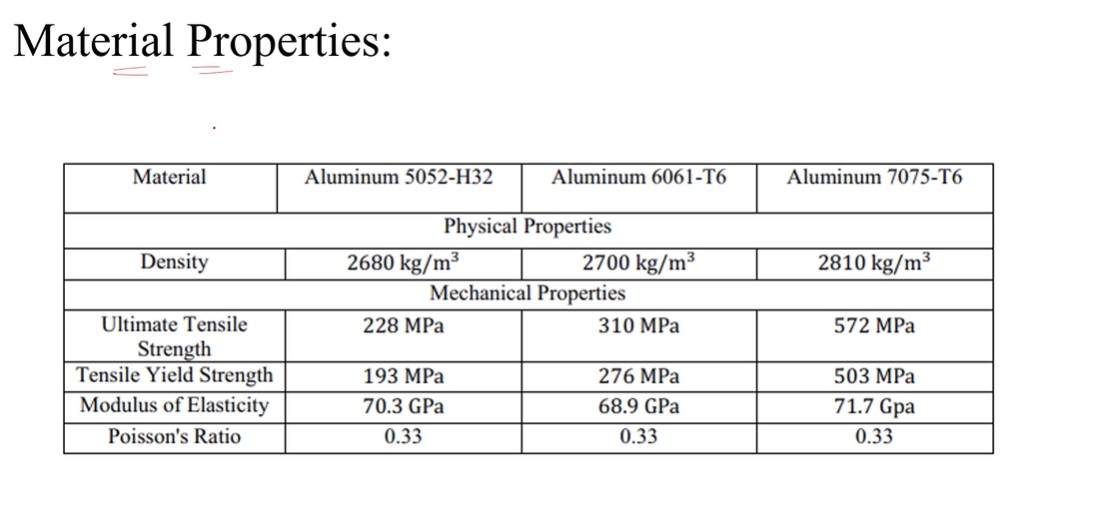 Material Properties:
Material Aluminum 5052-H32 Aluminum 6061-T6 Aluminum 7075-T6
Physical Properties
Density 2680 kg/m³ 2700 kg/m³ 2810 kg/m³
Mechanical Properties
Ultimate Tensile 228 MPa 310 MPa 572 MPa
Strength
Tensile Yield Strength 193 MPa 276 MPa 503 MPa
Modulus of Elasticity 70.3 GPa 68.9 GPa 71.7 Gpa
Poisson's Ratio 0.33 0.33 0.33